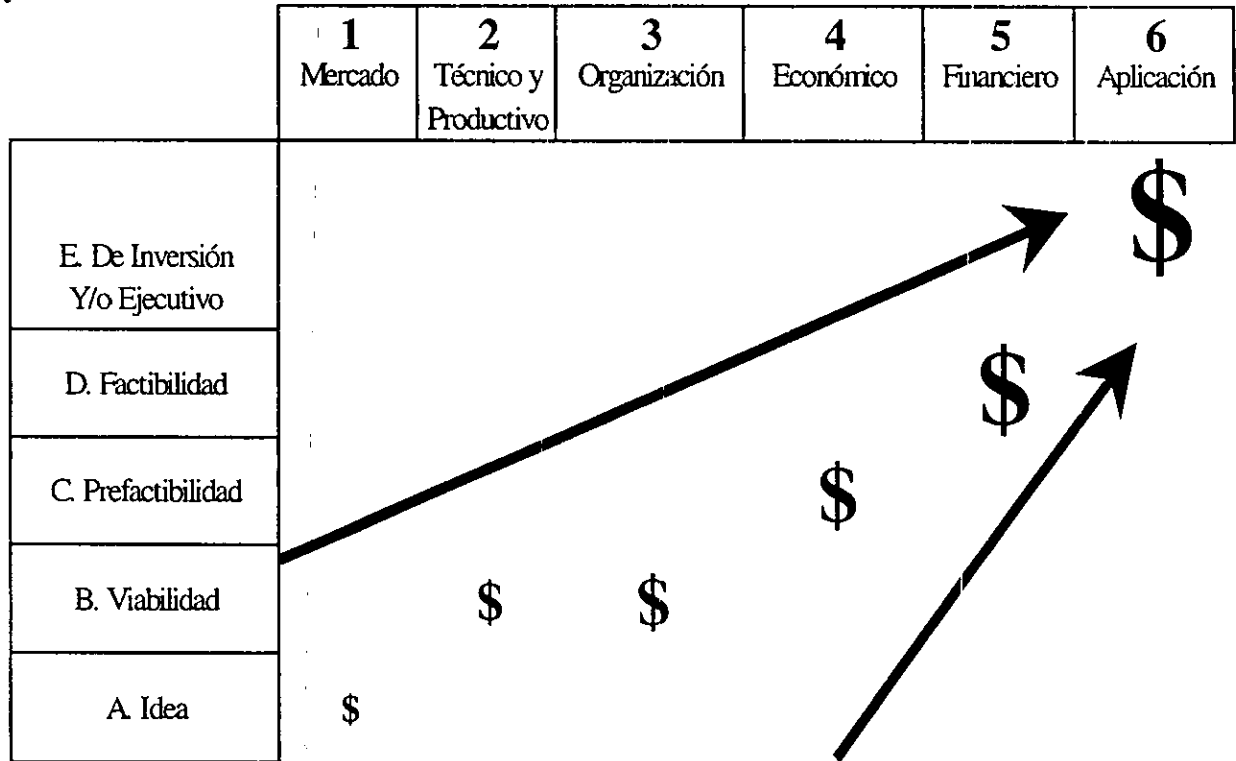 1 2 3 4 5 6
Mercado Técnico y Organización Económico Financiero Aplicación
Productivo
$
E. De Inversión
Y/o Ejecutivo
D. Factibilidad $
C. Prefactibilidad $
B. Viabilidad $ $
A. Idea $